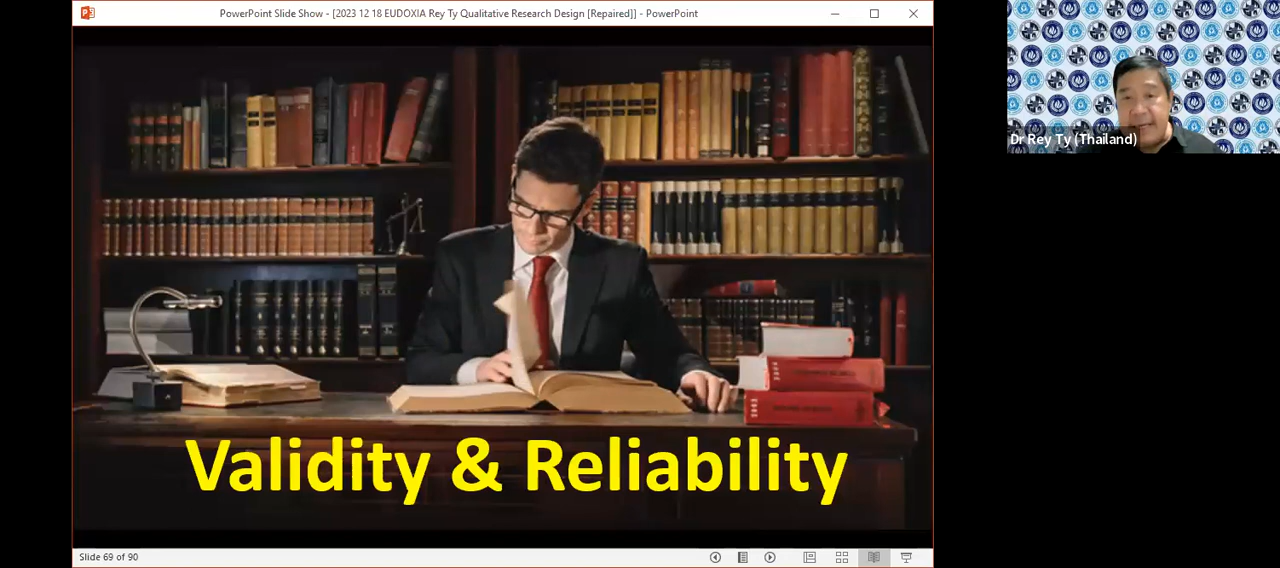 PowerPoint Slide Show - [2023 12 18 EUDOXIA Rey Ty Qualitative Research Design [Repaired]] - PowerPoint
Dr Rey Ty (Thailand)
Validity & Reliability
Slide 69 of 90